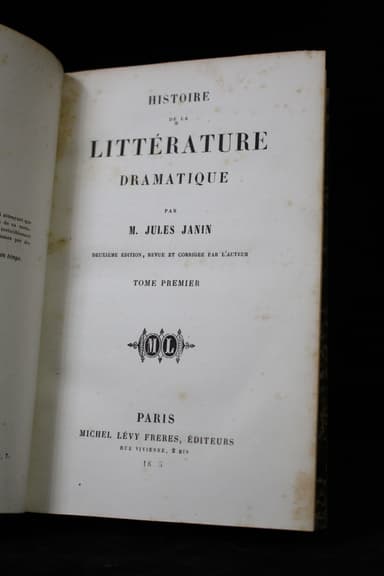 HISTOIRE
DE LA
LITTÉRATURE
DRAMATIQUE
PAR
M. JULES JANIN
DEUXIÈME ÉDITION, REVUE ET CORRIGÉE PAR L'AUTEUR
TOME PREMIER
M L
PARIS
MICHEL LÉVY FRÈRES, ÉDITEURS
RUE VIVIENNE, 2 BIS